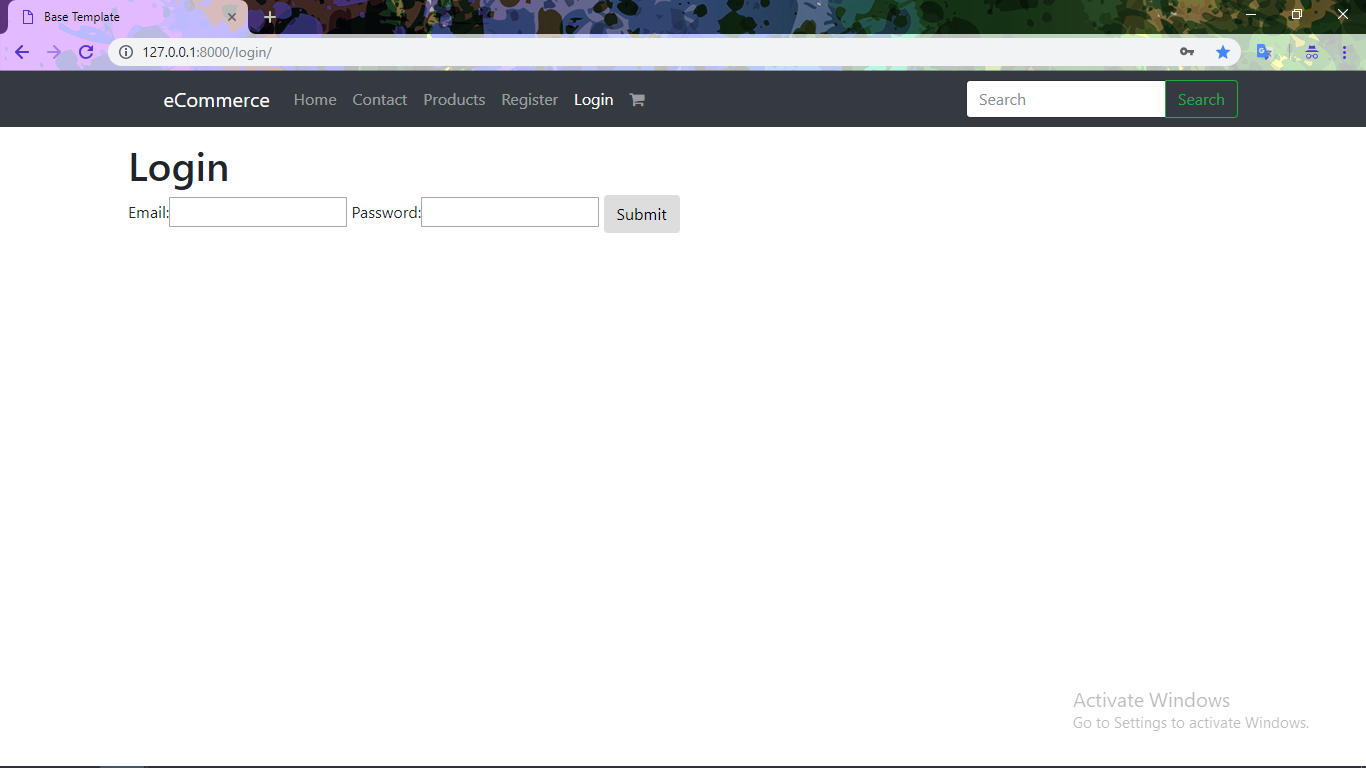 Base Template
127.0.0.1:8000/login/
eCommerce Home Contact Products Register Login Search Search
Login
Email: Password: Submit
Activate Windows
Go to Settings to activate Windows.